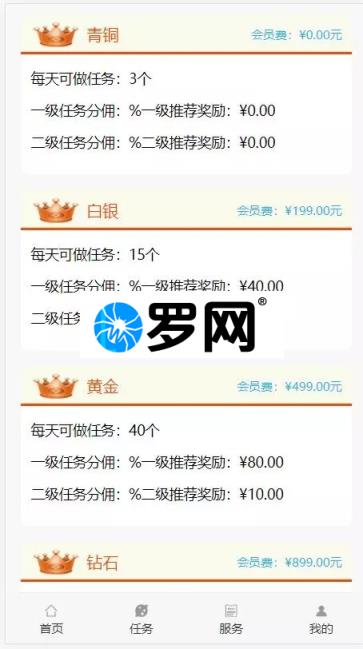 青铜 会员费：¥0.00元
每天可做任务：3个
一级任务分佣：%一级推荐奖励：¥0.00
二级任务分佣：%二级推荐奖励：¥0.00
白银 会员费：¥199.00元
每天可做任务：15个
一级任务分佣：%一级推荐奖励：¥40.00
二级任务
罗网®
黄金 会员费：¥499.00元
每天可做任务：40个
一级任务分佣：%一级推荐奖励：¥80.00
二级任务分佣：%二级推荐奖励：¥10.00
钻石 会员费：¥899.00元
首页 任务 服务 我的